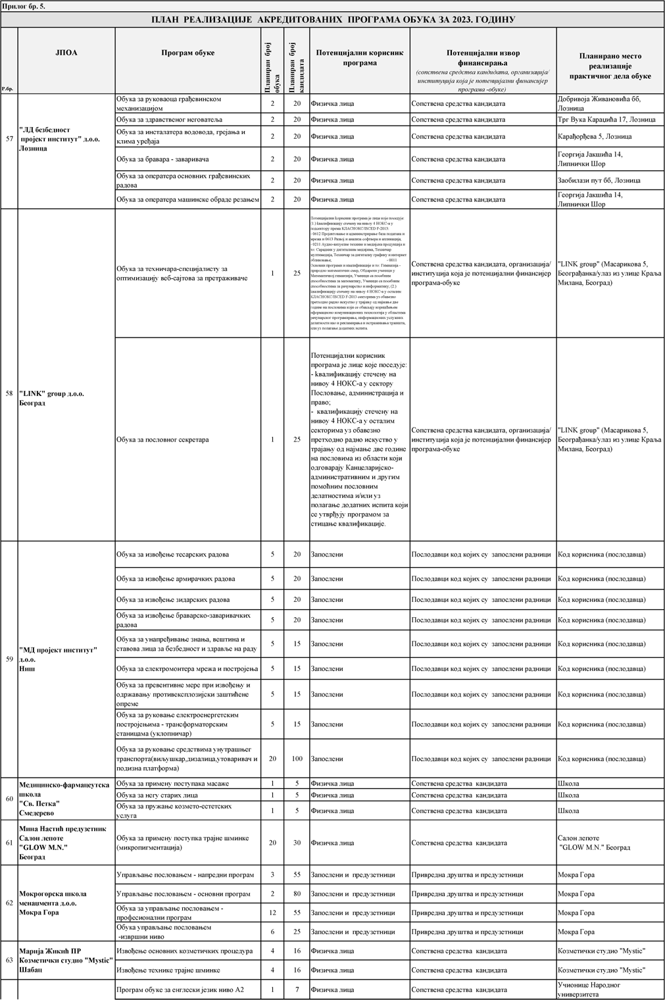 Прилог бр. 5.
ПЛАН РЕАЛИЗАЦИЈЕ АКРЕДИТОВАНИХ ПРОГРАМА ОБУКА ЗА 2023. ГОДИНУ
Р.бр.
ЈПОА
Програм обуке
Планиран број
обука
Планиран број
кандидата
Потенцијални корисник
програма
Потенцијални извор
финансирања
(сопствена средства кандидата, организација/
институција која је потенцијални финансијер
програма -обуке)
Планирано место
реализације
практичног дела обуке
57
"ЛД безбедност
пројект институт" д.о.о.
Лозница
Обука за руковаоца грађевинском
механизацијом
2
20
Физичка лица
Сопствена средства кандидата
Добривоја Живановића бб,
Лозница
Обука за здравственог неговатеља
2
20
Физичка лица
Сопствена средства кандидата
Трг Вука Караџића 17, Лозница
Обука за инсталатера водовода, грејања и
клима уређаја
2
20
Физичка лица
Сопствена средства кандидата
Карађорђева 5, Лозница
Обука за бравара - заваривача
2
20
Физичка лица
Сопствена средства кандидата
Георгија Јакшића 14,
Липнички Шор
Обука за оператера основних грађевинских
радова
2
20
Физичка лица
Сопствена средства кандидата
Заобилази пут бб, Лозница
Обука за оператера машинске обраде резањем
2
20
Физичка лица
Сопствена средства кандидата
Георгија Јакшића 14,
Липнички Шор
58
"LINK" group д.о.о.
Београд
Обука за техничара-специјалисту за
оптимизацију веб-сајтова за претраживаче
1
25
Потенцијални корисник програма је лице које поседује:
(1.) квалификацију стечену на нивоу 4 НОКС-а у
подсектору према КЛАСНОКС/ISCED F-2013:
- 0612 Пројектовање и администрирање база података и
мрежа и 0613 Развој и анализа софтвера и апликација,
- 0211 Аудио-визуелне технике и медијска продукција и
то: Сарадник у дигиталним медијима, Техничар
мултимедија, Техничар за дигиталну графику и интернет
обликовање; - 0011
Основни програми и квалификације и то: Гимназија -
природно математички смер, Обдарени ученици у
Математичкој гимназији, Ученици са посебним
способностима за математику, Ученици са посебним
способностима за рачунарство и информатику; (2.)
квалификацију стечену на нивоу 4 НОКС-а у осталим
КЛАСНОКС/ISCED F-2013 секторима уз обавезно
претходно радно искуство у трајању од најмање две
године на пословима који се обављају коришћењем
информационо комуникационих технологија у областима
рачунарског програмирања, информационих услужних
делатности као и рекламирања и истраживања тржишта,
или уз полагање додатних испита.
Сопствена средства кандидата, организација/
институција која је потенцијални финансијер
програма-обуке
"LINK group" (Масарикова 5,
Београђанка/улаз из улице Краља
Милана, Београд)
Обука за пословног секретара
1
25
Потенцијални корисник
програма је лице које поседује:
- квалификацију стечену на
нивоу 4 НОКС-а у сектору
Пословање, администрација и
право;
- квалификацију стечену на
нивоу 4 НОКС-а у осталим
секторима уз обавезно
претходно радно искуство у
трајању од најмање две године
на пословима из области који
одговарају Канцеларијско-
административним и другим
помоћним пословним
делатностима и/или уз
полагање додатних испита који
се утврђују програмом за
стицање квалификације.
Сопствена средства кандидата, организација/
институција која је потенцијални финансијер
програма-обуке
"LINK group" (Масарикова 5,
Београђанка/улаз из улице Краља
Милана, Београд)
59
"МД пројект институт"
д.о.о.
Ниш
Обука за извођење тесарских радова
5
20
Запослени
Послодавци код којих су запослени радници
Код корисника (послодавца)
Обука за извођење армирачких радова
5
20
Запослени
Послодавци код којих су запослени радници
Код корисника (послодавца)
Обука за извођење зидарских радова
5
20
Запослени
Послодавци код којих су запослени радници
Код корисника (послодавца)
Обука за извођење браварско-заваривачких
радова
5
20
Запослени
Послодавци код којих су запослени радници
Код корисника (послодавца)
Обука за унапређивање знања, вештина и
ставова лица за безбедност и здравље на раду
5
15
Запослени
Послодавци код којих су запослени радници
Код корисника (послодавца)
Обука за електромонтера мрежа и постројења
5
15
Запослени
Послодавци код којих су запослени радници
Код корисника (послодавца)
Обука за превентивне мере при извођењу и
одржавању противексплозијски заштићене
опреме
5
15
Запослени
Послодавци код којих су запослени радници
Код корисника (послодавца)
Обука за руковање електроенергетским
постројењима - трансформаторским
станицама (уклопничар)
5
15
Запослени
Послодавци код којих су запослени радници
Код корисника (послодавца)
Обука за руковање средствима унутрашњег
транспорта(виљушкар,дизалица,утоваривач и
подизна платформа)
20
100
Запослени
Послодавци код којих су запослени радници
Код корисника (послодавца)
60
Медицинско-фармацеутска
школа
"Св. Петка"
Смедерево
Обука за примену поступака масаже
1
5
Физичка лица
Сопствена средства кандидата
Школа
Обука за негу старих лица
1
5
Физичка лица
Сопствена средства кандидата
Школа
Обука за пружање козмето-естетских
услуга
1
5
Физичка лица
Сопствена средства кандидата
Школа
61
Мина Настић предузетник
Салон лепоте
"GLOW M.N."
Београд
Обука за примену поступка трајне шминке
(микропигментација)
20
30
Физичка лица
Сопствена средства кандидата
Салон лепоте
"GLOW M.N." Београд
62
Мокрогорска школа
менаџмента д.о.о.
Мокра Гора
Управљање пословањем - напредни програм
3
55
Запослени и предузетници
Привредна друштва и предузетници
Мокра Гора
Управљање пословањем - основни програм
2
80
Запослени и предузетници
Привредна друштва и предузетници
Мокра Гора
Обука за управљање пословањем -
професионални програм
12
55
Запослени и предузетници
Привредна друштва и предузетници
Мокра Гора
Обука управљање пословањем
-извршни ниво
6
25
Запослени и предузетници
Привредна друштва и предузетници
Мокра Гора
63
Марија Жикић ПР
Козметички студио "Mystic"
Шабац
Извођење основних козметичких процедура
4
16
Физичка лица
Сопствена средства кандидата
Козметички студио "Mystic"
Извођење технике трајне шминке
4
16
Физичка лица
Сопствена средства кандидата
Козметички студио "Mystic"
Програм обуке за енглески језик ниво А2
1
7
Физичка лица
Сопствена средства кандидата
Учионице Народног
универзитета